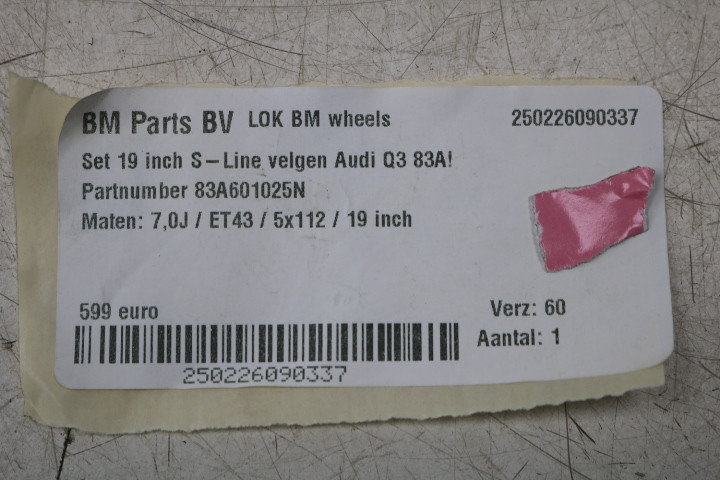 BM Parts BV LOK BM wheels 250226090337
Set 19 inch S-Line velgen Audi Q3 83A!
Partnumber 83A601025N
Maten: 7,0J / ET43 / 5x112 / 19 inch
599 euro Verz: 60
Aantal: 1
250226090337